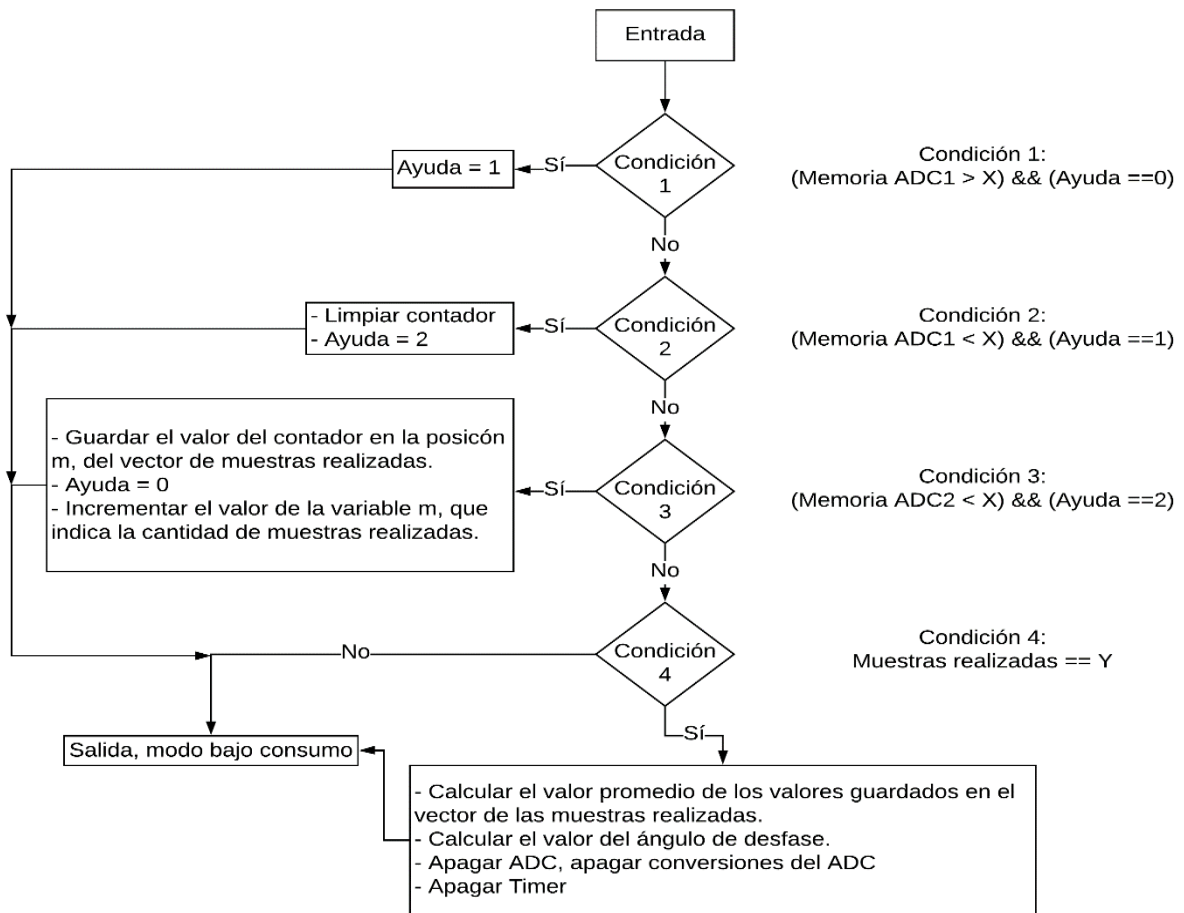 Entrada
Condición
1
Sí
Ayuda = 1
Condición 1:
(Memoria ADC1 > X) && (Ayuda ==0)
No
Condición
2
Sí
- Limpiar contador
- Ayuda = 2
Condición 2:
(Memoria ADC1 < X) && (Ayuda ==1)
No
Condición
3
Sí
- Guardar el valor del contador en la posicón
m, del vector de muestras realizadas.
- Ayuda = 0
- Incrementar el valor de la variable m, que
indica la cantidad de muestras realizadas.
Condición 3:
(Memoria ADC2 < X) && (Ayuda ==2)
No
Condición
4
No
Condición 4:
Muestras realizadas == Y
Sí
Salida, modo bajo consumo
- Calcular el valor promedio de los valores guardados en el
vector de las muestras realizadas.
- Calcular el valor del ángulo de desfase.
- Apagar ADC, apagar conversiones del ADC
- Apagar Timer